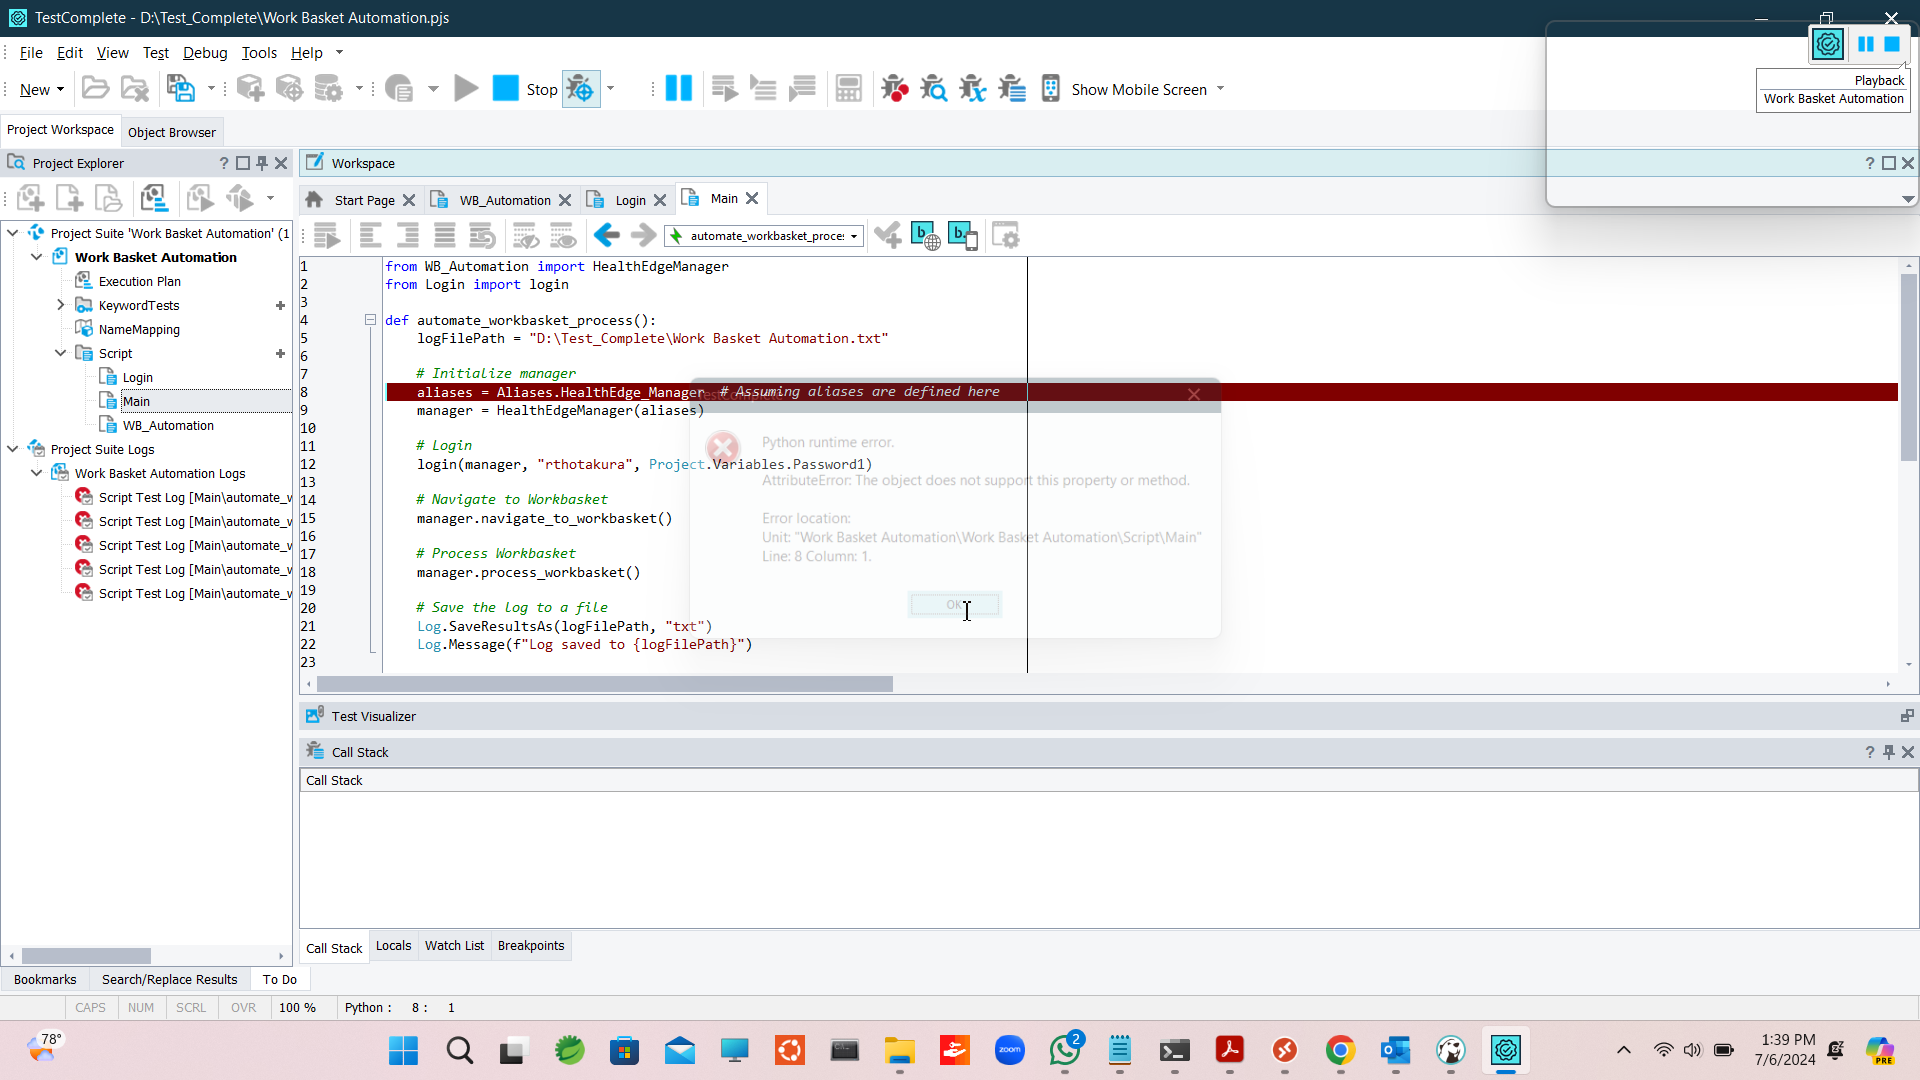 TestComplete - D:\Test_Complete\Work Basket Automation.pjs
File Edit View Test Debug Tools Help
New Stop Show Mobile Screen
Playback
Work Basket Automation
Project Workspace Object Browser
Project Explorer ?
Workspace ?
Start Page WB_Automation Login Main
automate_workbasket_proce:
Project Suite 'Work Basket Automation' (1
Work Basket Automation
Execution Plan
KeywordTests +
NameMapping
Script +
Login
Main
WB_Automation
Project Suite Logs
Work Basket Automation Logs
Script Test Log [Main\automate_w
Script Test Log [Main\automate_w
Script Test Log [Main\automate_w
Script Test Log [Main\automate_w
Script Test Log [Main\automate_w
1 from WB_Automation import HealthEdgeManager
2 from Login import login
3
4 def automate_workbasket_process():
5 logFilePath = "D:\Test_Complete\Work Basket Automation.txt"
6
7 # Initialize manager
8 aliases = Aliases.HealthEdge_Manager # Assuming aliases are defined here
9 manager = HealthEdgeManager(aliases)
10
11 # Login
12 login(manager, "rthotakura", Project.Variables.Password1)
13
14 # Navigate to Workbasket
15 manager.navigate_to_workbasket()
16
17 # Process Workbasket
18 manager.process_workbasket()
19
20 # Save the log to a file
21 Log.SaveResultsAs(logFilePath, "txt")
22 Log.Message(f"Log saved to {logFilePath}")
23
TestComplete
Python runtime error.
AttributeError: The object does not support this property or method.
Error location:
Unit: "Work Basket Automation\Work Basket Automation\Script\Main"
Line: 8 Column: 1.
OK
Test Visualizer
Call Stack ?
Call Stack
Call Stack Locals Watch List Breakpoints
Bookmarks Search/Replace Results To Do
CAPS NUM SCRL OVR 100 % Python : 8 : 1
78°
zoom
2
1:39 PM
7/6/2024
PRE